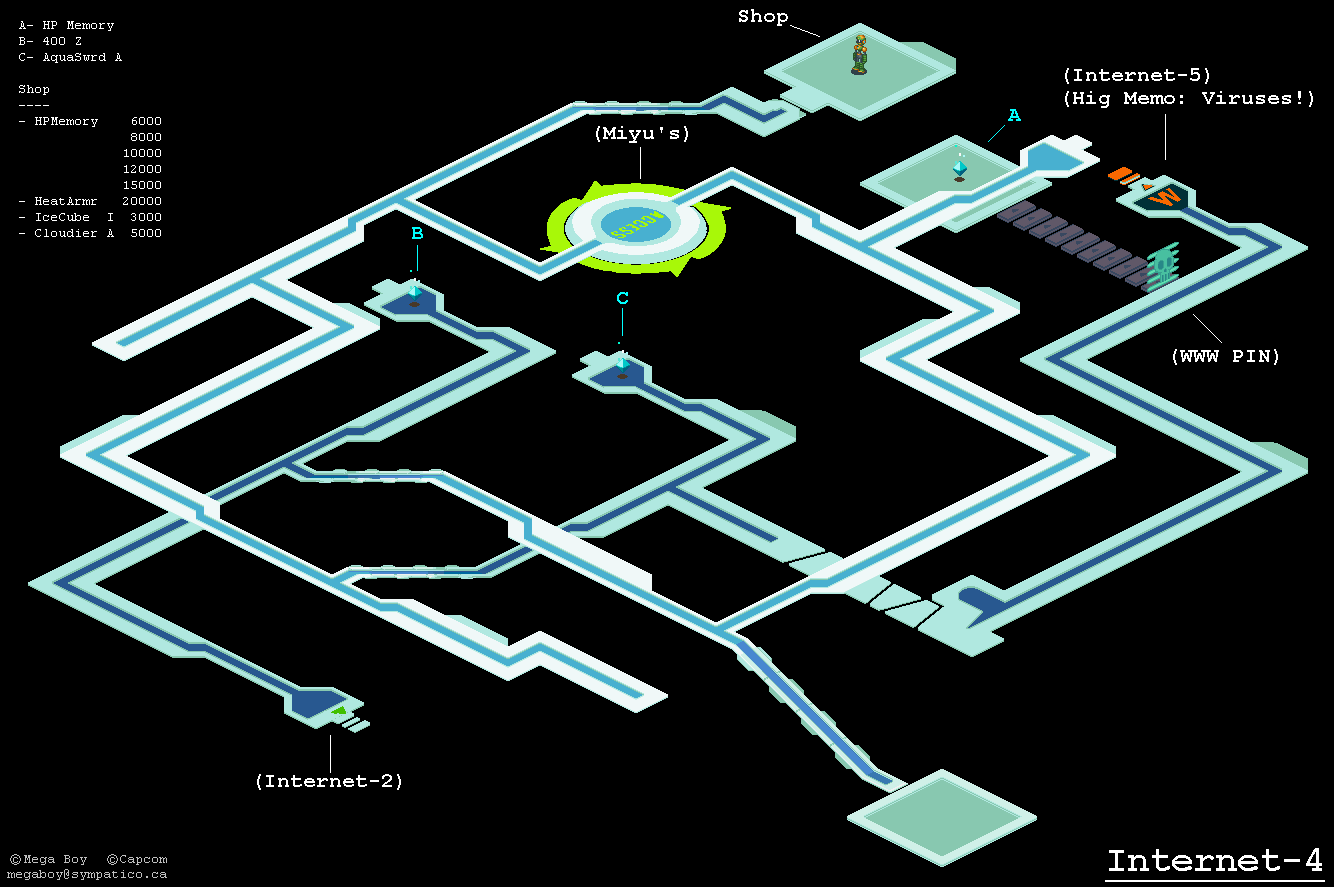 A- HP Memory
B- 400 Z
C- AquaSwrd A
Shop
----
- HPMemory 6000
8000
10000
12000
15000
- HeatArmr 20000
- IceCube I 3000
- Cloudier A 5000
Shop
(Internet-5)
(Hig Memo: Viruses!)
A
(Miyu's)
ACCESS
W
B
C
(WWW PIN)
(Internet-2)
©Mega Boy ©Capcom
megaboy@sympatico.ca
Internet-4